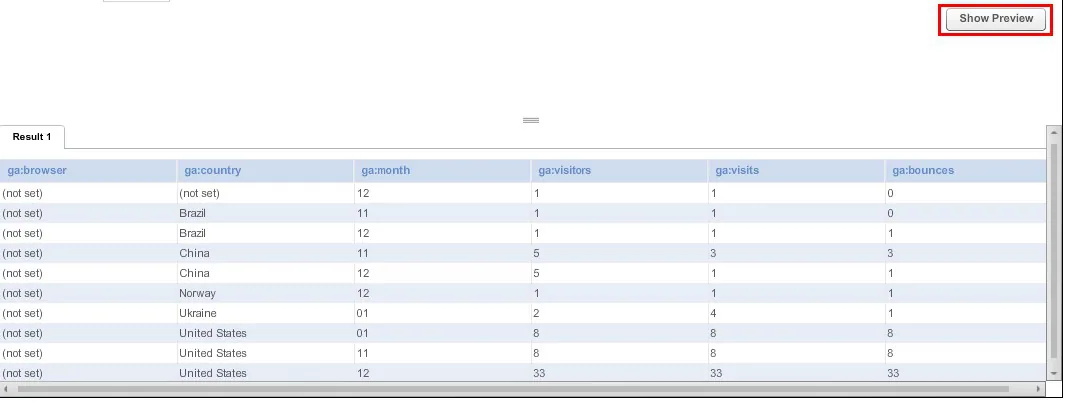 Show Preview
Result 1
ga:browser ga:country ga:month ga:visitors ga:visits ga:bounces
(not set) (not set) 12 1 1 0
(not set) Brazil 11 1 1 0
(not set) Brazil 12 1 1 1
(not set) China 11 5 3 3
(not set) China 12 5 1 1
(not set) Norway 12 1 1 1
(not set) Ukraine 01 2 4 1
(not set) United States 01 8 8 8
(not set) United States 11 8 8 8
(not set) United States 12 33 33 33